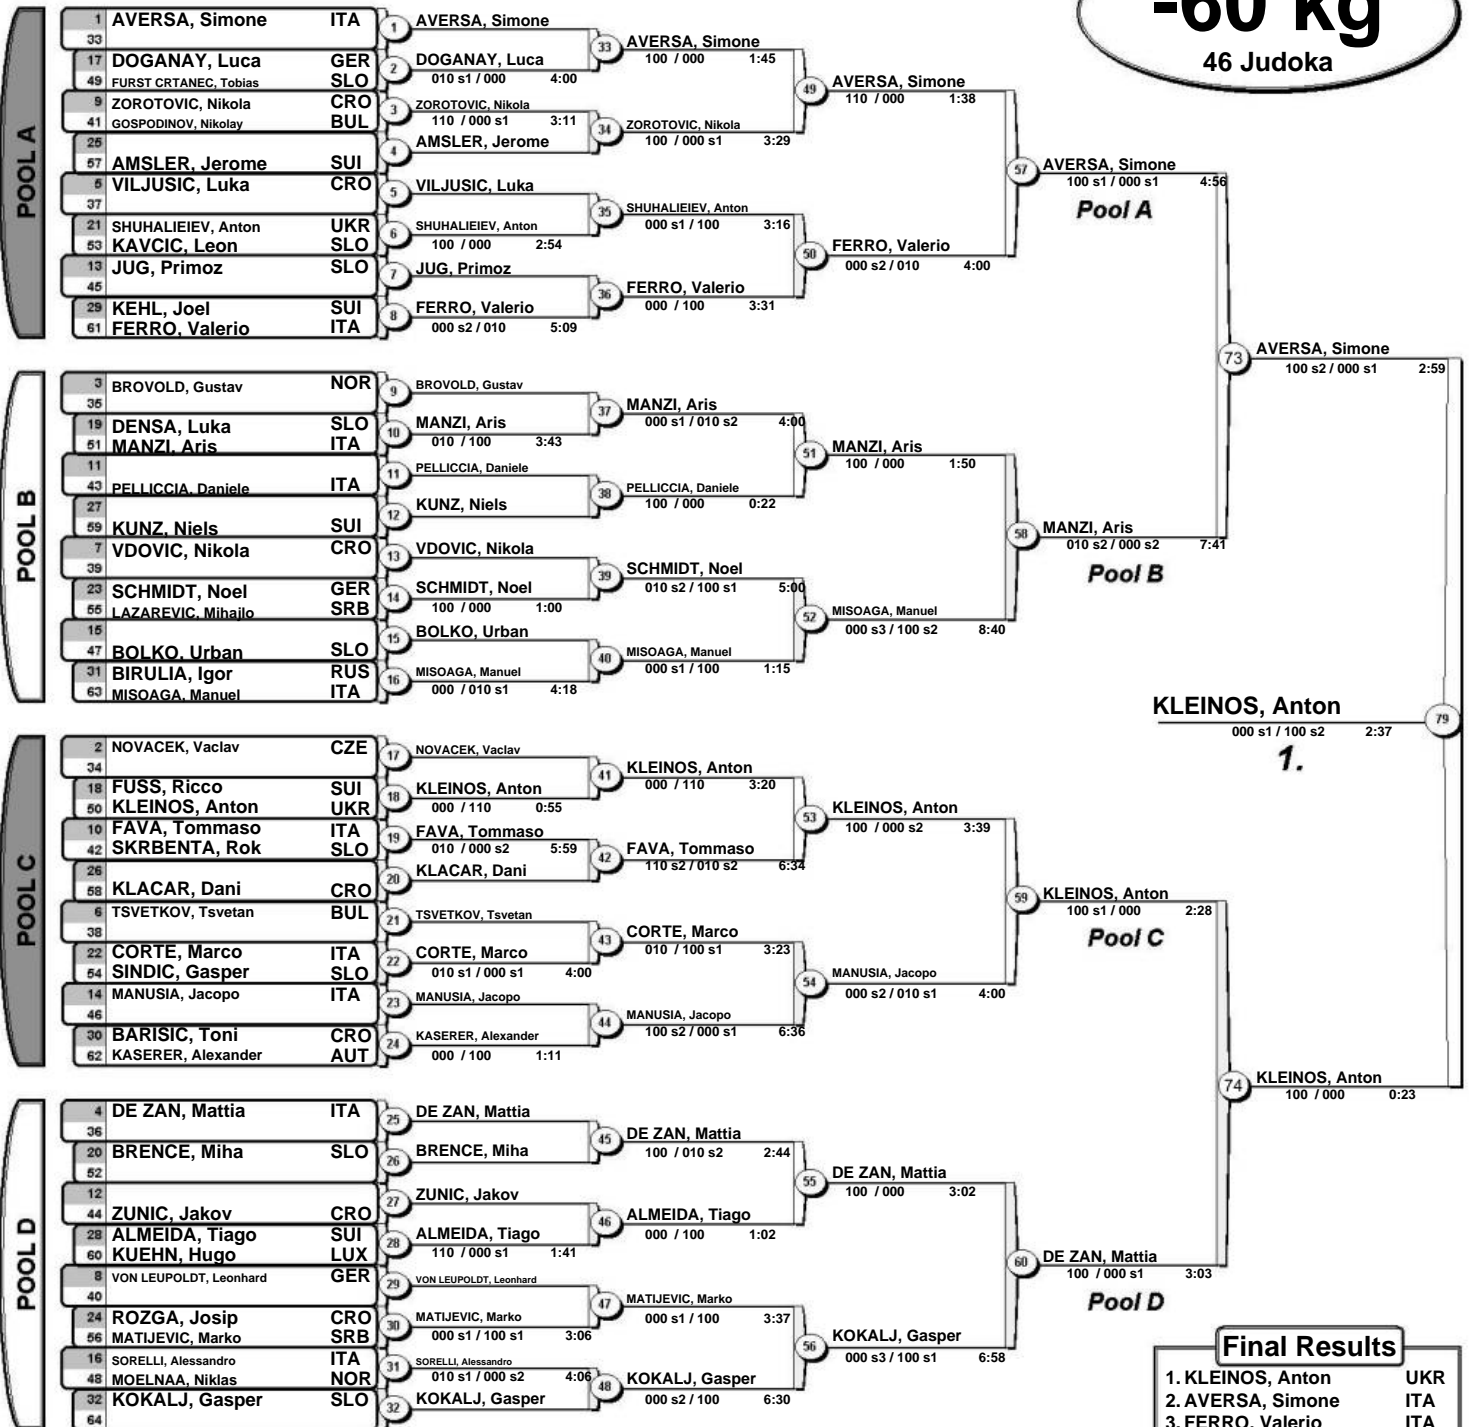 -60 kg
46 Judoka
POOL A
1 AVERSA, Simone ITA
33
17 DOGANAY, Luca GER
49 FURST CRTANEC, Tobias SLO
9 ZOROTOVIC, Nikola CRO
41 GOSPODINOV, Nikolay BUL
25
57 AMSLER, Jerome SUI
5 VILJUSIC, Luka CRO
37
21 SHUHALIEIEV, Anton UKR
53 KAVCIC, Leon SLO
13 JUG, Primoz SLO
45
29 KEHL, Joel SUI
61 FERRO, Valerio ITA
1 AVERSA, Simone
2 DOGANAY, Luca
010 s1 / 000 4:00
3 ZOROTOVIC, Nikola
110 / 000 s1 3:11
4 AMSLER, Jerome
5 VILJUSIC, Luka
6 SHUHALIEIEV, Anton
100 / 000 2:54
7 JUG, Primoz
8 FERRO, Valerio
000 s2 / 010 5:09
33 AVERSA, Simone
100 / 000 1:45
34 ZOROTOVIC, Nikola
100 / 000 s1 3:29
35 SHUHALIEIEV, Anton
000 s1 / 100 3:16
36 FERRO, Valerio
000 / 100 3:31
49 AVERSA, Simone
110 / 000 1:38
50 FERRO, Valerio
000 s2 / 010 4:00
57 AVERSA, Simone
100 s1 / 000 s1 4:56
Pool A
POOL B
3 BROVOLD, Gustav NOR
35
19 DENSA, Luka SLO
51 MANZI, Aris ITA
11
43 PELLICCIA, Daniele ITA
27
59 KUNZ, Niels SUI
7 VDOVIC, Nikola CRO
39
23 SCHMIDT, Noel GER
55 LAZAREVIC, Mihajlo SRB
15
47 BOLKO, Urban SLO
31 BIRULIA, Igor RUS
63 MISOAGA, Manuel ITA
9 BROVOLD, Gustav
10 MANZI, Aris
010 / 100 3:43
11 PELLICCIA, Daniele
12 KUNZ, Niels
13 VDOVIC, Nikola
14 SCHMIDT, Noel
100 / 000 1:00
15 BOLKO, Urban
16 MISOAGA, Manuel
000 / 010 s1 4:18
37 MANZI, Aris
000 s1 / 010 s2 4:00
38 PELLICCIA, Daniele
100 / 000 0:22
39 SCHMIDT, Noel
010 s2 / 100 s1 5:00
40 MISOAGA, Manuel
000 s1 / 100 1:15
51 MANZI, Aris
100 / 000 1:50
52 MISOAGA, Manuel
000 s3 / 100 s2 8:40
58 MANZI, Aris
010 s2 / 000 s2 7:41
Pool B
73 AVERSA, Simone
100 s2 / 000 s1 2:59
KLEINOS, Anton 79
000 s1 / 100 s2 2:37
1.
POOL C
2 NOVACEK, Vaclav CZE
34
18 FUSS, Ricco SUI
50 KLEINOS, Anton UKR
10 FAVA, Tommaso ITA
42 SKRBENTA, Rok SLO
26
58 KLACAR, Dani CRO
6 TSVETKOV, Tsvetan BUL
38
22 CORTE, Marco ITA
54 SINDIC, Gasper SLO
14 MANUSIA, Jacopo ITA
46
30 BARISIC, Toni CRO
62 KASERER, Alexander AUT
17 NOVACEK, Vaclav
18 KLEINOS, Anton
000 / 110 0:55
19 FAVA, Tommaso
010 / 000 s2 5:59
20 KLACAR, Dani
21 TSVETKOV, Tsvetan
22 CORTE, Marco
010 s1 / 000 s1 4:00
23 MANUSIA, Jacopo
24 KASERER, Alexander
000 / 100 1:11
41 KLEINOS, Anton
000 / 110 3:20
42 FAVA, Tommaso
110 s2 / 010 s2 6:34
43 CORTE, Marco
010 / 100 s1 3:23
44 MANUSIA, Jacopo
100 s2 / 000 s1 6:36
53 KLEINOS, Anton
100 / 000 s2 3:39
54 MANUSIA, Jacopo
000 s2 / 010 s1 4:00
59 KLEINOS, Anton
100 s1 / 000 2:28
Pool C
POOL D
4 DE ZAN, Mattia ITA
36
20 BRENCE, Miha SLO
52
12
44 ZUNIC, Jakov CRO
28 ALMEIDA, Tiago SUI
60 KUEHN, Hugo LUX
8 VON LEUPOLDT, Leonhard GER
40
24 ROZGA, Josip CRO
56 MATIJEVIC, Marko SRB
16 SORELLI, Alessandro ITA
48 MOELNAA, Niklas NOR
32 KOKALJ, Gasper SLO
64
25 DE ZAN, Mattia
26 BRENCE, Miha
27 ZUNIC, Jakov
28 ALMEIDA, Tiago
110 / 000 s1 1:41
29 VON LEUPOLDT, Leonhard
30 MATIJEVIC, Marko
000 s1 / 100 s1 3:06
31 SORELLI, Alessandro
010 s1 / 000 s2 4:06
32 KOKALJ, Gasper
45 DE ZAN, Mattia
100 / 010 s2 2:44
46 ALMEIDA, Tiago
000 / 100 1:02
47 MATIJEVIC, Marko
000 s1 / 100 3:37
48 KOKALJ, Gasper
000 s2 / 100 6:30
55 DE ZAN, Mattia
100 / 000 3:02
56 KOKALJ, Gasper
000 s3 / 100 s1 6:58
60 DE ZAN, Mattia
100 / 000 s1 3:03
Pool D
74 KLEINOS, Anton
100 / 000 0:23
Final Results
1. KLEINOS, Anton UKR
2. AVERSA, Simone ITA
3. FERRO, Valerio ITA